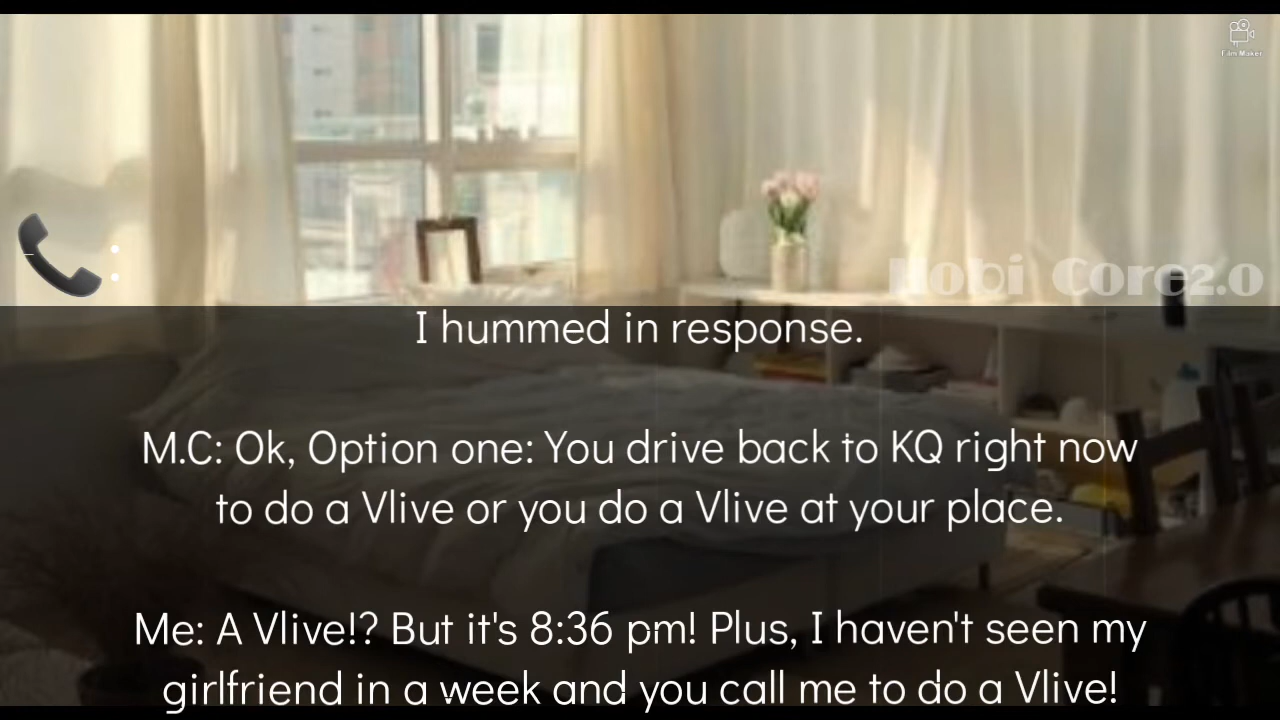 Film Maker
Hobi Core2.0
I hummed in response.
M.C: Ok, Option one: You drive back to KQ right now
to do a Vlive or you do a Vlive at your place.
Me: A Vlive!? But it's 8:36 pm! Plus, I haven't seen my
girlfriend in a week and you call me to do a Vlive!